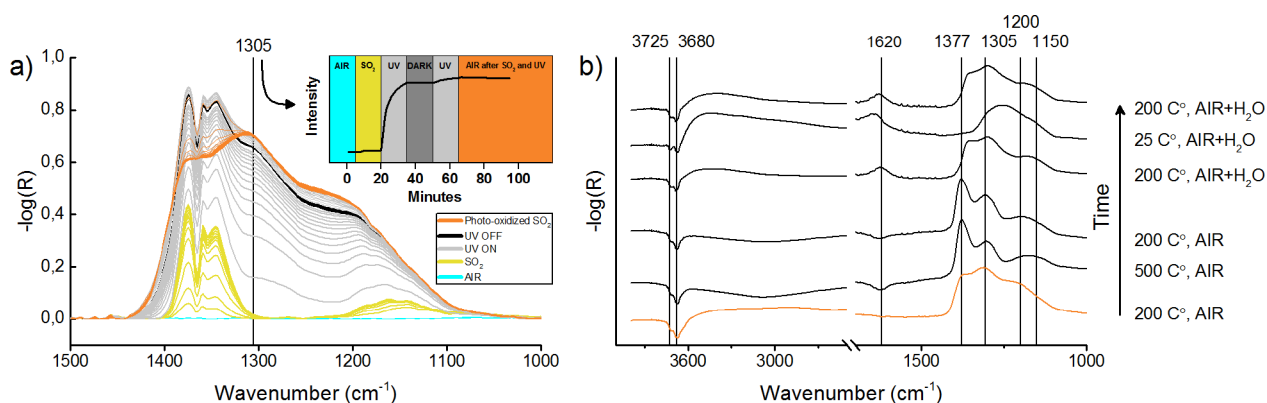 a)
1,0
0,8
0,6
0,4
0,2
0,0
-log(R)
1305
1500 1400 1300 1200 1100 1000
Wavenumber (cm⁻¹)
Intensity
AIR SO₂ UV DARK UV AIR after SO₂ and UV
0 20 40 60 80 100
Minutes
Photo-oxidized SO₂
UV OFF
UV ON
SO₂
AIR
b)
-log(R)
1200
3725 3680 1620 1377 1305 1150
200 C°, AIR+H₂O
25 C°, AIR+H₂O
200 C°, AIR+H₂O
200 C°, AIR
500 C°, AIR
200 C°, AIR
Time
3600 3000 1500 1000
Wavenumber (cm⁻¹)